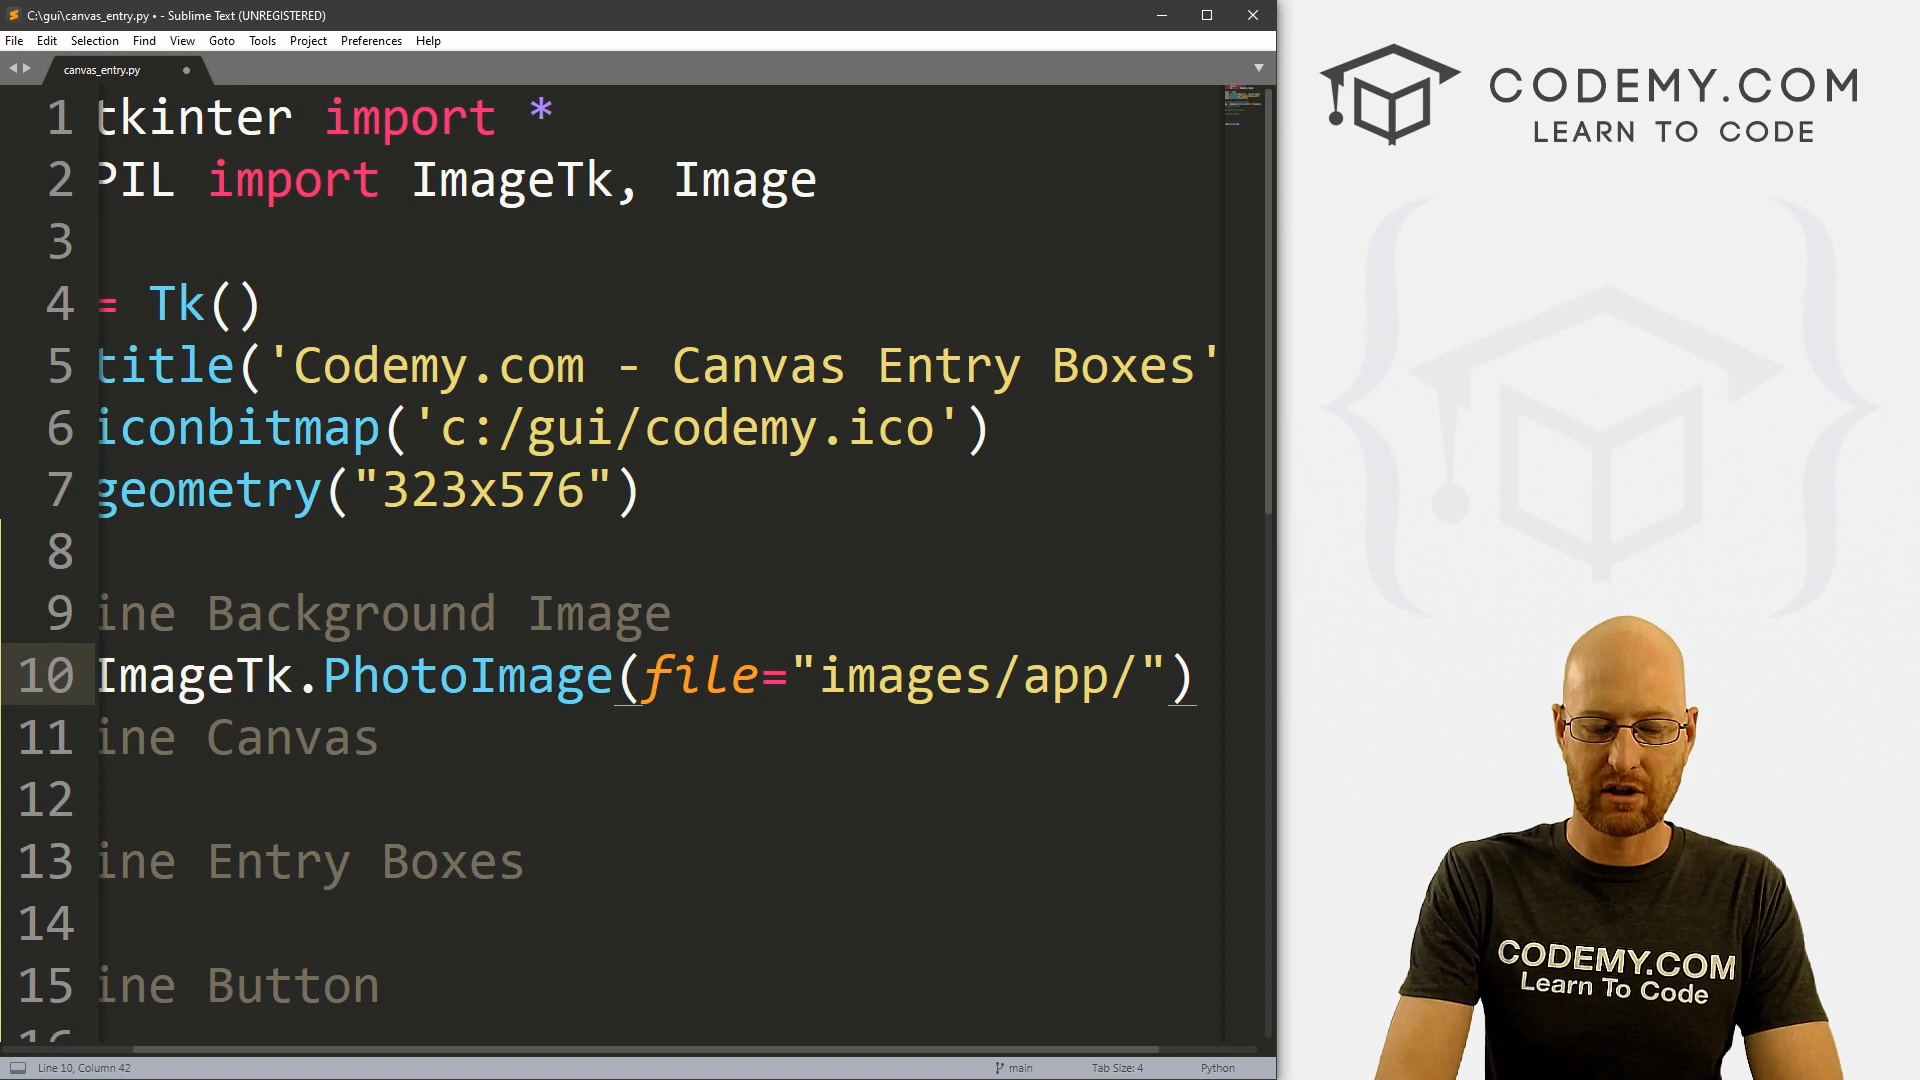 C:\gui\canvas_entry.py • - Sublime Text (UNREGISTERED)
File Edit Selection Find View Goto Tools Project Preferences Help
canvas_entry.py
1 tkinter import *
2 PIL import ImageTk, Image
3
4 = Tk()
5 title('Codemy.com - Canvas Entry Boxes'
6 iconbitmap('c:/gui/codemy.ico')
7 geometry("323x576")
8
9 ine Background Image
10 ImageTk.PhotoImage(file="images/app/")
11 ine Canvas
12
13 ine Entry Boxes
14
15 ine Button
16
Line 10, Column 42
main
Tab Size: 4
Python
CODEMY.COM
LEARN TO CODE
CODEMY.COM
Learn To Code